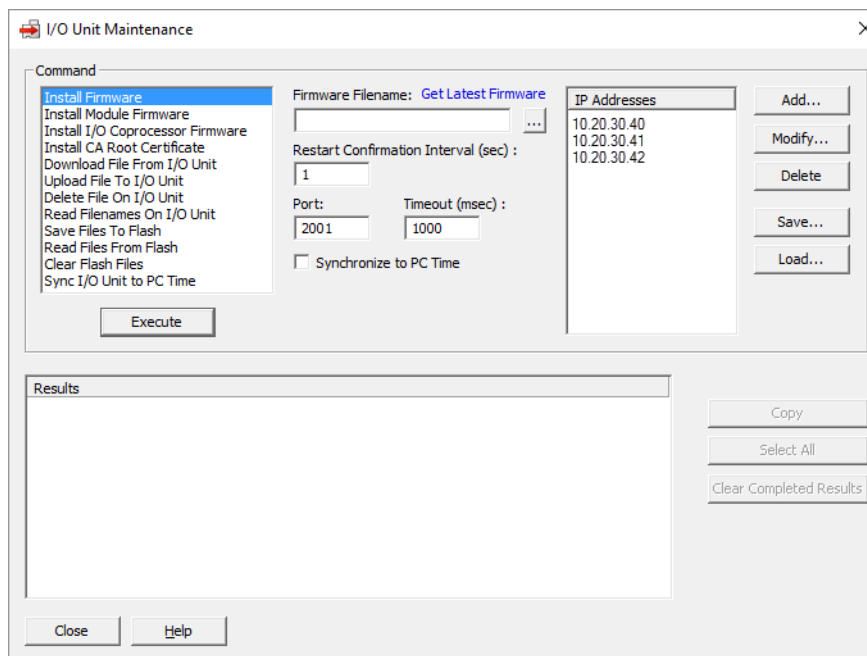 I/O Unit Maintenance
Command
Install Firmware
Install Module Firmware
Install I/O Coprocessor Firmware
Install CA Root Certificate
Download File From I/O Unit
Upload File To I/O Unit
Delete File On I/O Unit
Read Filenames On I/O Unit
Save Files To Flash
Read Files From Flash
Clear Flash Files
Sync I/O Unit to PC Time
Execute
Firmware Filename: Get Latest Firmware
...
Restart Confirmation Interval (sec) :
1
Port: Timeout (msec) :
2001 1000
Synchronize to PC Time
IP Addresses
10.20.30.40
10.20.30.41
10.20.30.42
Add...
Modify...
Delete
Save...
Load...
Results
Copy
Select All
Clear Completed Results
Close Help